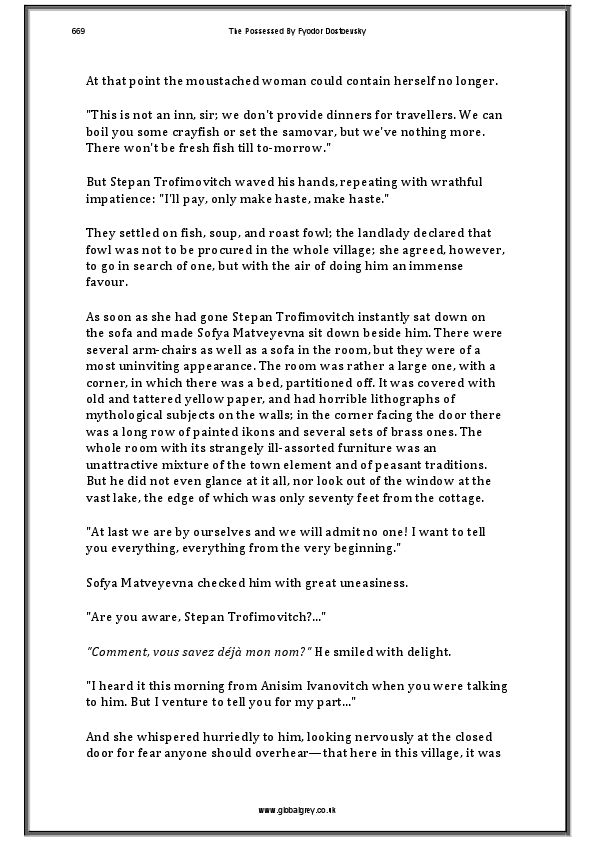 669
The Possessed By Fyodor Dostoevsky
At that point the moustached woman could contain herself no longer.
"This is not an inn, sir; we don't provide dinners for travellers. We can
boil you some crayfish or set the samovar, but we've nothing more.
There won't be fresh fish till to-morrow."
But Stepan Trofimovitch waved his hands, repeating with wrathful
impatience: "I'll pay, only make haste, make haste."
They settled on fish, soup, and roast fowl; the landlady declared that
fowl was not to be procured in the whole village; she agreed, however,
to go in search of one, but with the air of doing him an immense
favour.
As soon as she had gone Stepan Trofimovitch instantly sat down on
the sofa and made Sofya Matveyevna sit down beside him. There were
several arm-chairs as well as a sofa in the room, but they were of a
most uninviting appearance. The room was rather a large one, with a
corner, in which there was a bed, partitioned off. It was covered with
old and tattered yellow paper, and had horrible lithographs of
mythological subjects on the walls; in the corner facing the door there
was a long row of painted ikons and several sets of brass ones. The
whole room with its strangely ill-assorted furniture was an
unattractive mixture of the town element and of peasant traditions.
But he did not even glance at it all, nor look out of the window at the
vast lake, the edge of which was only seventy feet from the cottage.
"At last we are by ourselves and we will admit no one! I want to tell
you everything, everything from the very beginning."
Sofya Matveyevna checked him with great uneasiness.
"Are you aware, Stepan Trofimovitch?..."
"Comment, vous savez déjà mon nom?" He smiled with delight.
"I heard it this morning from Anisim Ivanovitch when you were talking
to him. But I venture to tell you for my part..."
And she whispered hurriedly to him, looking nervously at the closed
door for fear anyone should overhear—that here in this village, it was
www.globalgrey.co.uk